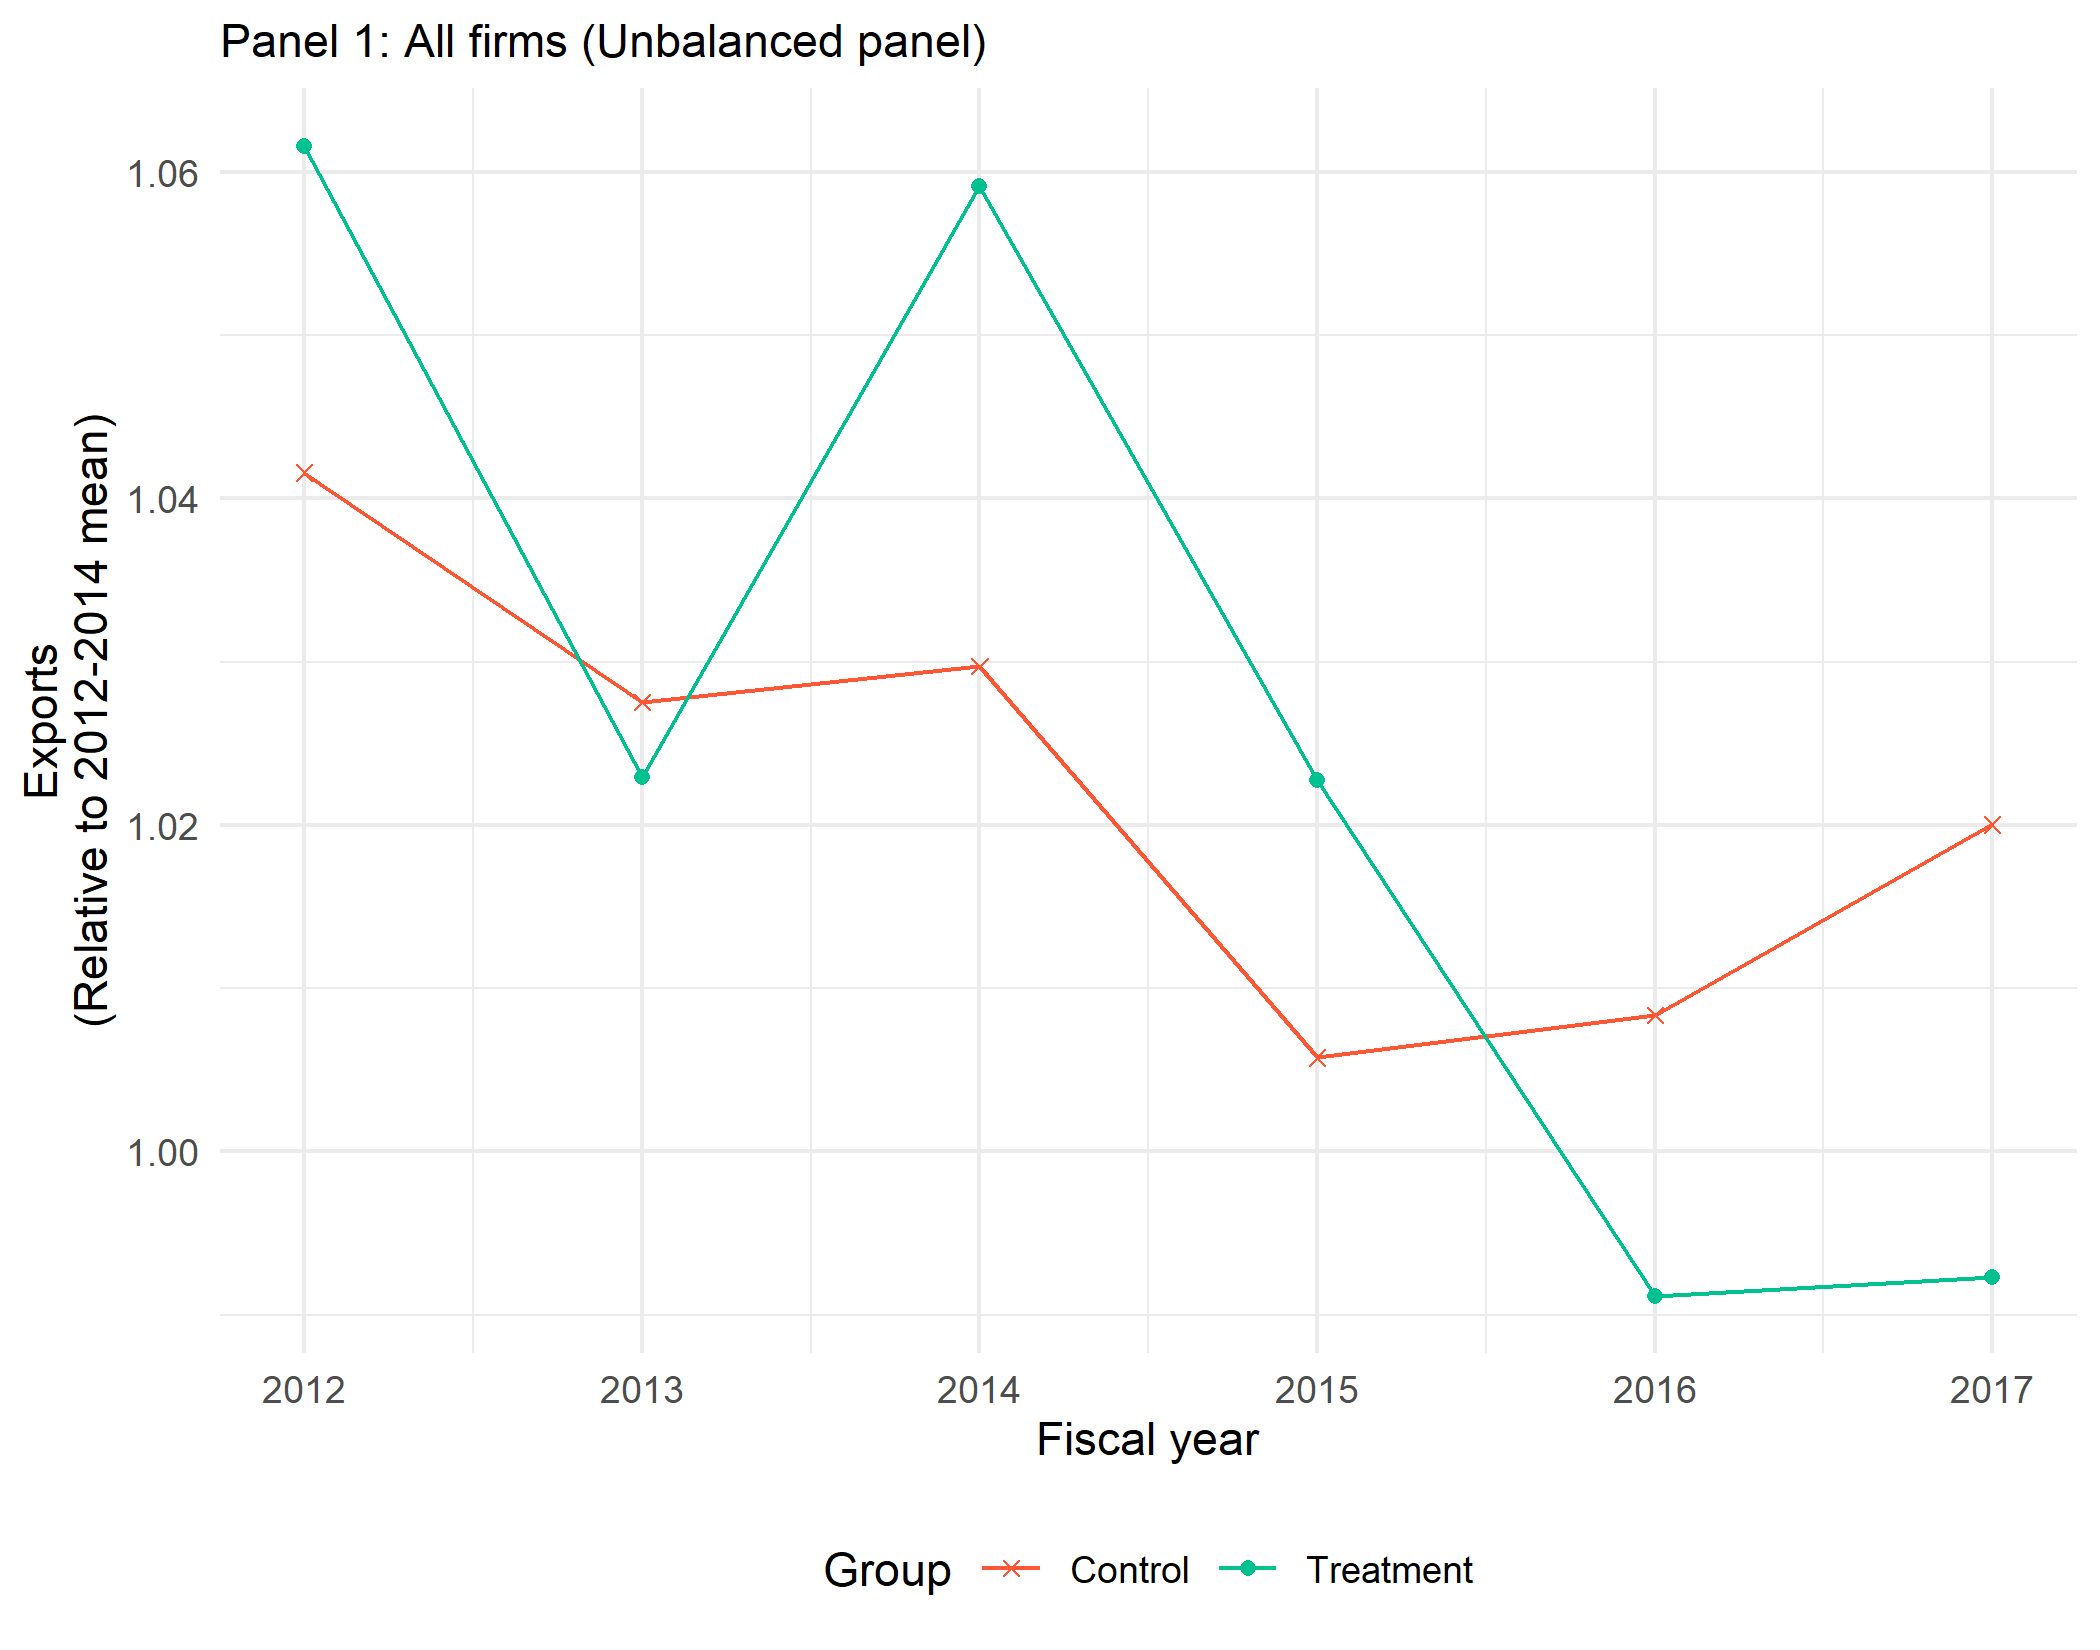 Panel 1: All firms (Unbalanced panel)
Exports
(Relative to 2012-2014 mean)
1.06
1.04
1.02
1.00
2012 2013 2014 2015 2016 2017
Fiscal year
Group Control Treatment